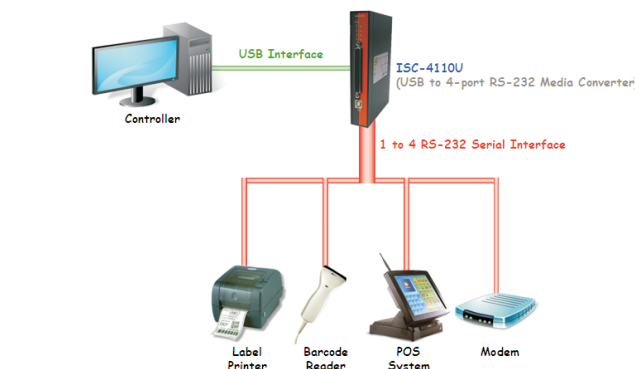 USB Interface
ISC-4110U
(USB to 4-port RS-232 Media Converter)
Controller
1 to 4 RS-232 Serial Interface
Label
Printer
Barcode
Reader
POS
System
Modem